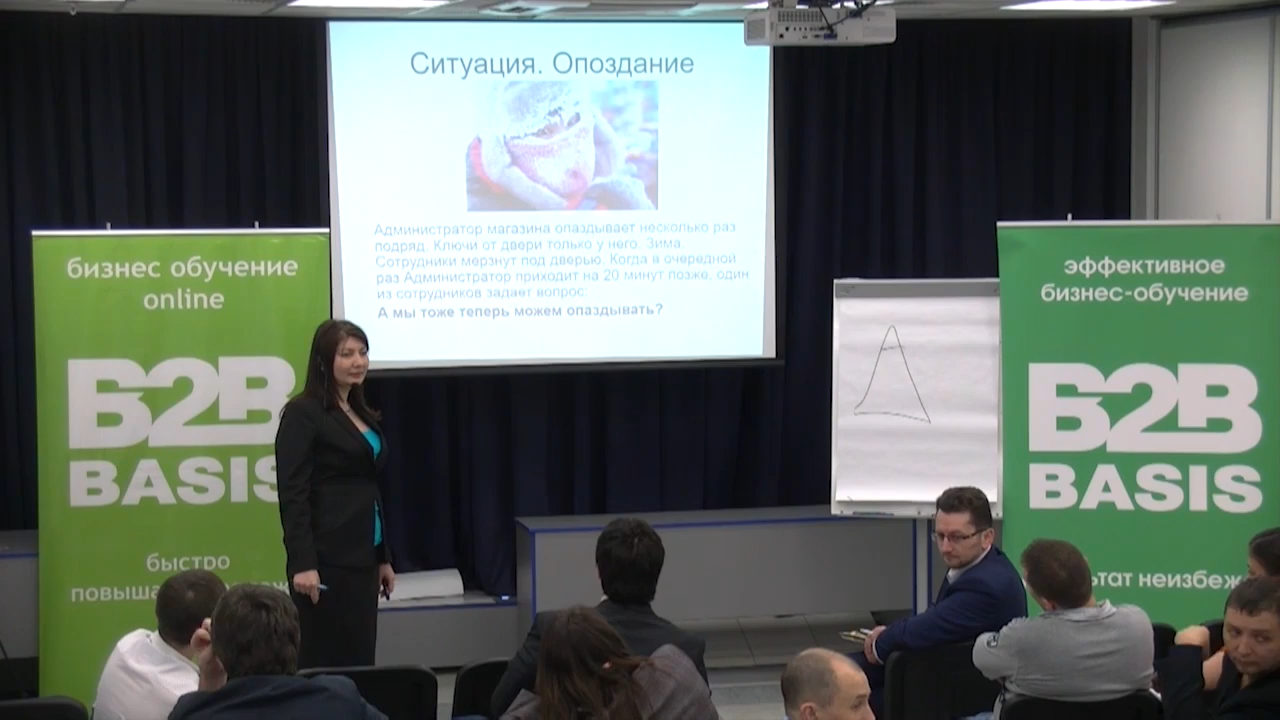 Ситуация. Опоздание
Администратор магазина опаздывает несколько раз
подряд. Ключи от двери только у него. Зима.
Сотрудники мерзнут под дверью. Когда в очередной
раз Администратор приходит на 20 минут позже, один
из сотрудников задает вопрос:
А мы тоже теперь можем опаздывать?
бизнес обучение
online
Б2В
BASIS
быстро
эффективное
бизнес-обучение
Б2В
BASIS